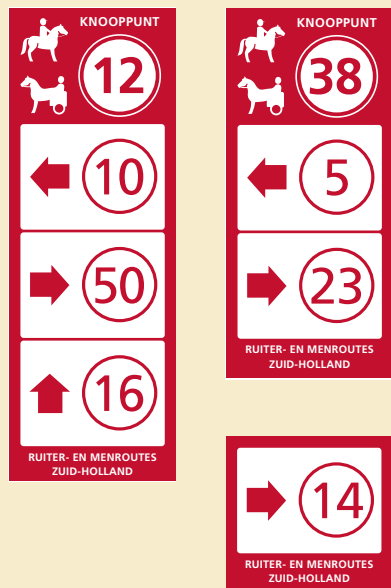 KNOOPPUNT
12
10
50
16
RUITER- EN MENROUTES
ZUID-HOLLAND
KNOOPPUNT
38
5
23
RUITER- EN MENROUTES
ZUID-HOLLAND
14
RUITER- EN MENROUTES
ZUID-HOLLAND